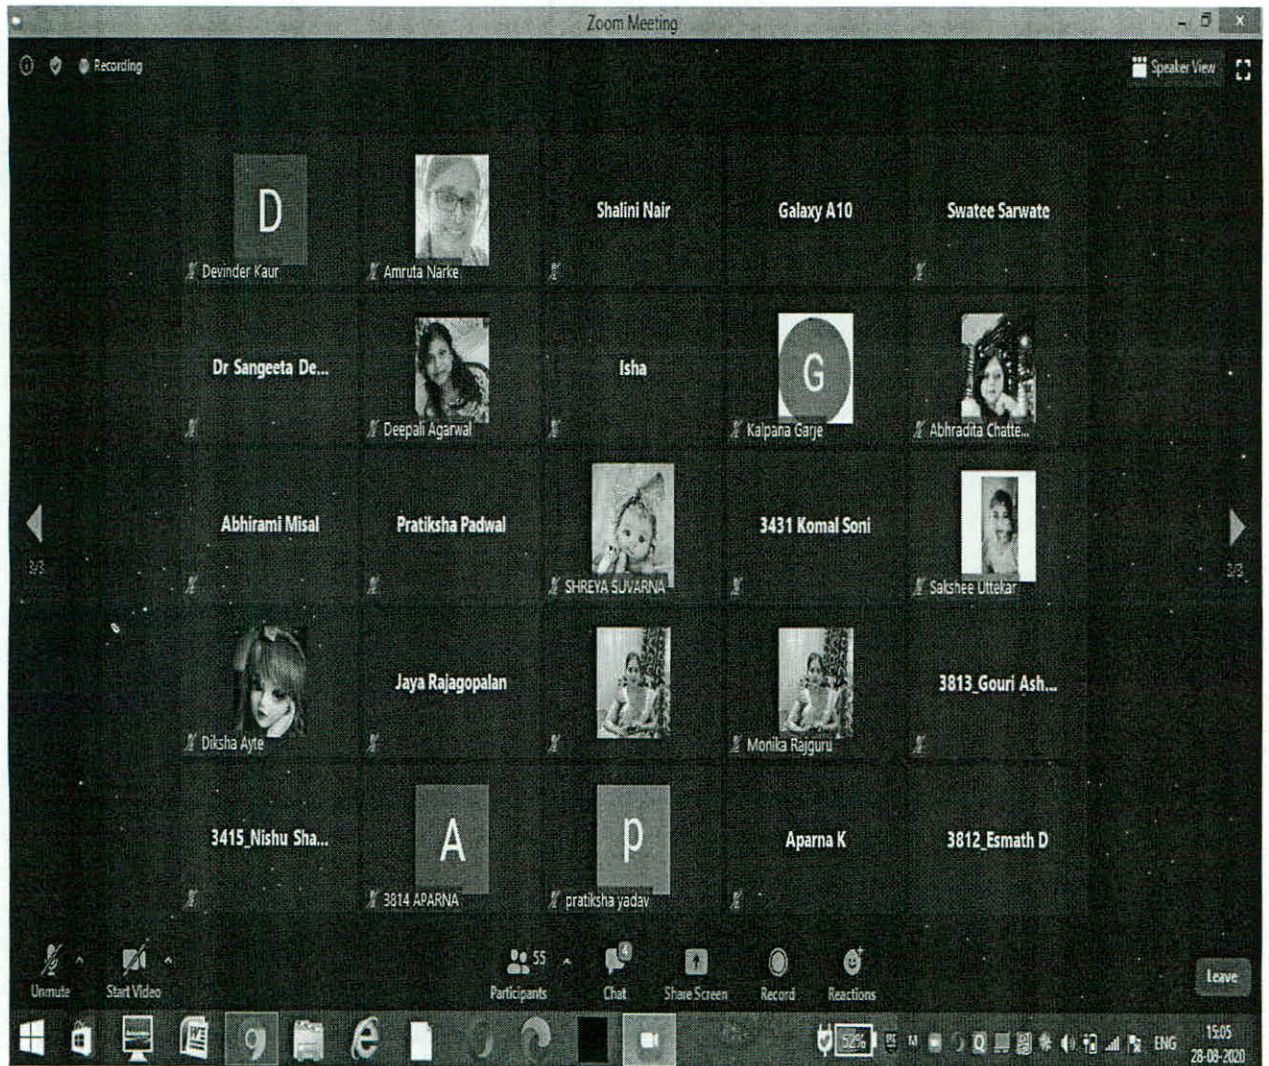 Zoom Meeting
Recording
Speaker View
D
Devinder Kaur
Amruta Narke
Shalini Nair
Galaxy A10
Swatee Sarwate
Dr Sangeeta De...
Deepali Agarwal
Isha
G
Kalpana Garje
Abhradita Chatte...
Abhirami Misal
Pratiksha Padwal
SHREYA SUVARNA
3431 Komal Soni
Sakshee Uttekar
Diksha Ayte
Jaya Rajagopalan
Monika Rajguru
3813_Gouri Ash...
3415_Nishu Sha...
A
3814 APARNA
p
pratiksha yadav
Aparna K
3812_Esmath D
Unmute
Start Video
55
Participants
4
Chat
Share Screen
Record
Reactions
Leave
52%
ENG
15:05
28-08-2020